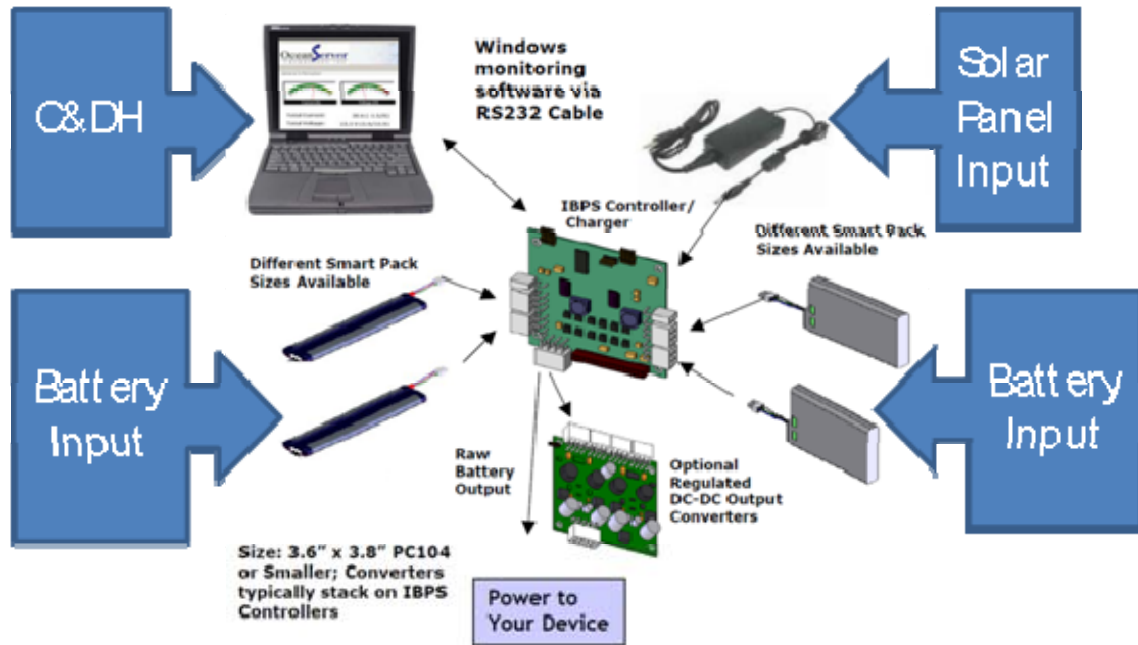 C&DH
OceanServer
Windows
monitoring
software via
RS232 Cable
Solar
Panel
Input
IBPS Controller/
Charger
Different Smart Pack
Sizes Available
Different Smart Pack
Sizes Available
Battery
Input
Battery
Input
Raw
Battery
Output
Optional
Regulated
DC-DC Output
Converters
Size: 3.6" x 3.8" PC104
or Smaller; Converters
typically stack on IBPS
Controllers
Power to
Your Device